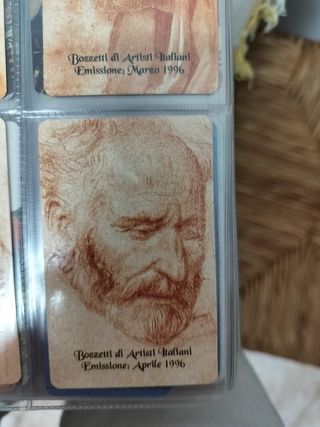 Bozzetti di Artisti Italiani
Emissione: Marzo 1996
Bozzetti di Artisti Italiani
Emissione: Aprile 1996